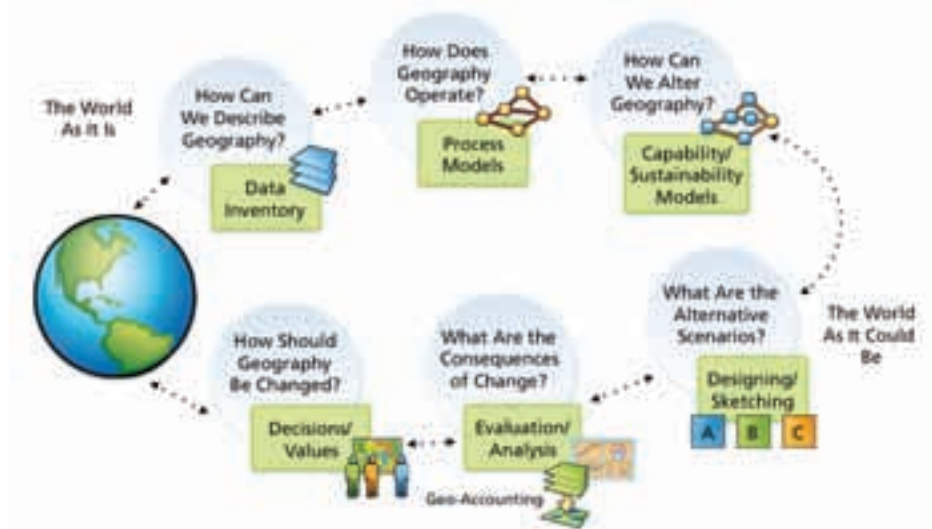 The World
As It Is
How Can
We Describe
Geography?
Data
Inventory
How Does
Geography
Operate?
Process
Models
How Can
We Alter
Geography?
Capability/
Sustainability
Models
The World
As It Could
Be
What Are the
Alternative
Scenarios?
Designing/
Sketching
A B C
What Are the
Consequences
of Change?
Evaluation/
Analysis
Geo-Accounting
How Should
Geography
Be Changed?
Decisions/
Values